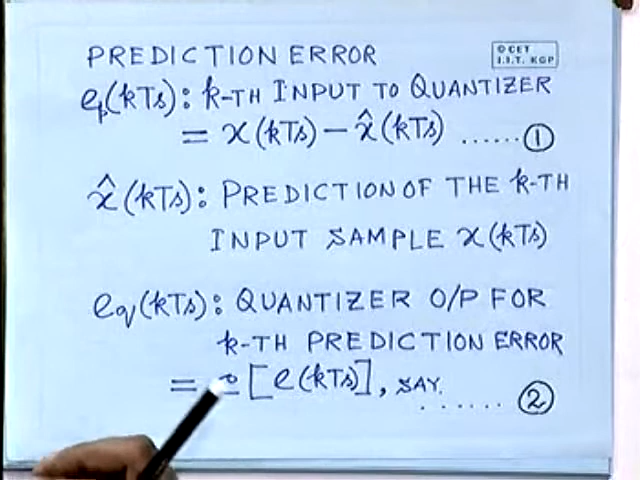 PREDICTION ERROR
© CET
I.I.T. KGP
eₚ(kTs): k-TH INPUT TO QUANTIZER
= x(kTs) – x̂(kTs) ...... ①
x̂(kTs): PREDICTION OF THE k-TH
INPUT SAMPLE x(kTs)
e_q(kTs): QUANTIZER O/P FOR
k-TH PREDICTION ERROR
= [e(kTs)], SAY.
...... ②